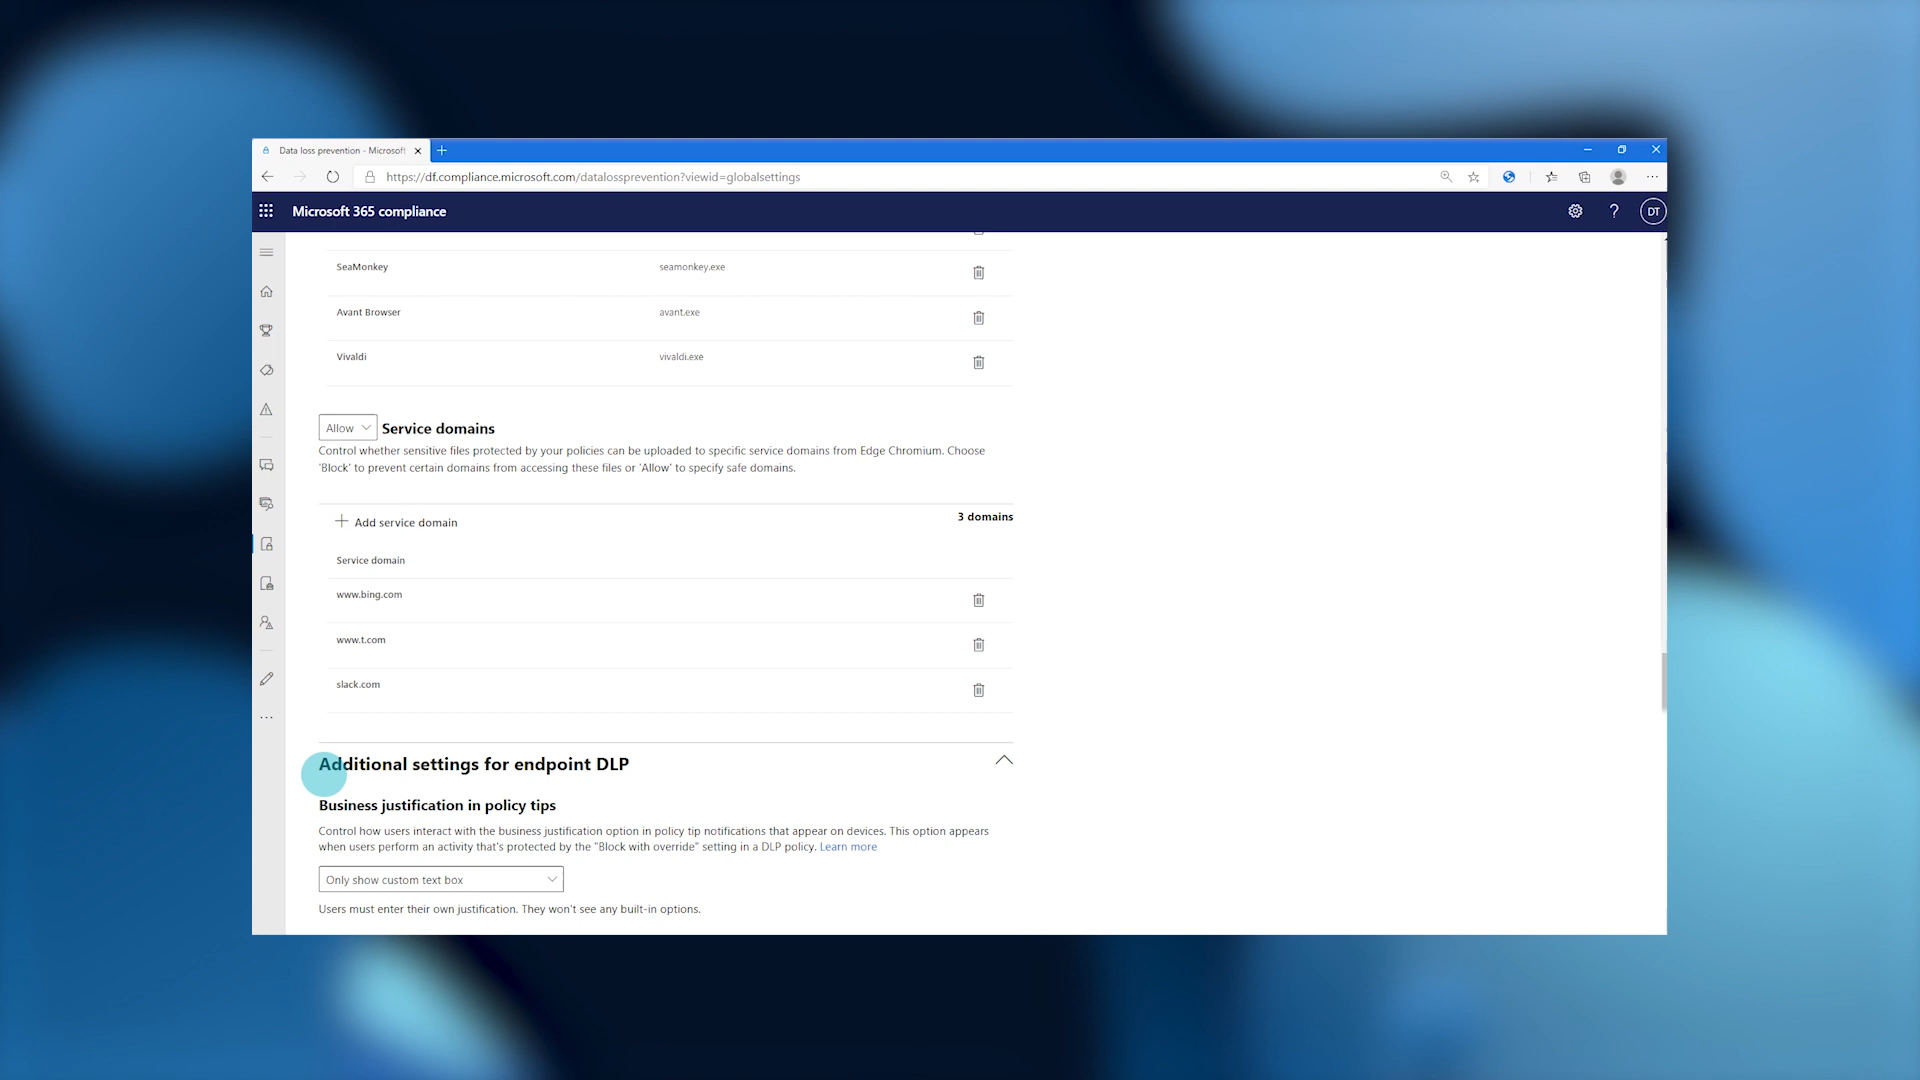 Data loss prevention - Microsoft
https://df.compliance.microsoft.com/datalossprevention?viewid=globalsettings
Microsoft 365 compliance
?
DT
SeaMonkey seamonkey.exe
Avant Browser avant.exe
Vivaldi vivaldi.exe
Allow Service domains
Control whether sensitive files protected by your policies can be uploaded to specific service domains from Edge Chromium. Choose
'Block' to prevent certain domains from accessing these files or 'Allow' to specify safe domains.
Add service domain 3 domains
Service domain
www.bing.com
www.t.com
slack.com
Additional settings for endpoint DLP
Business justification in policy tips
Control how users interact with the business justification option in policy tip notifications that appear on devices. This option appears
when users perform an activity that's protected by the "Block with override" setting in a DLP policy. Learn more
Only show custom text box
Users must enter their own justification. They won't see any built-in options.